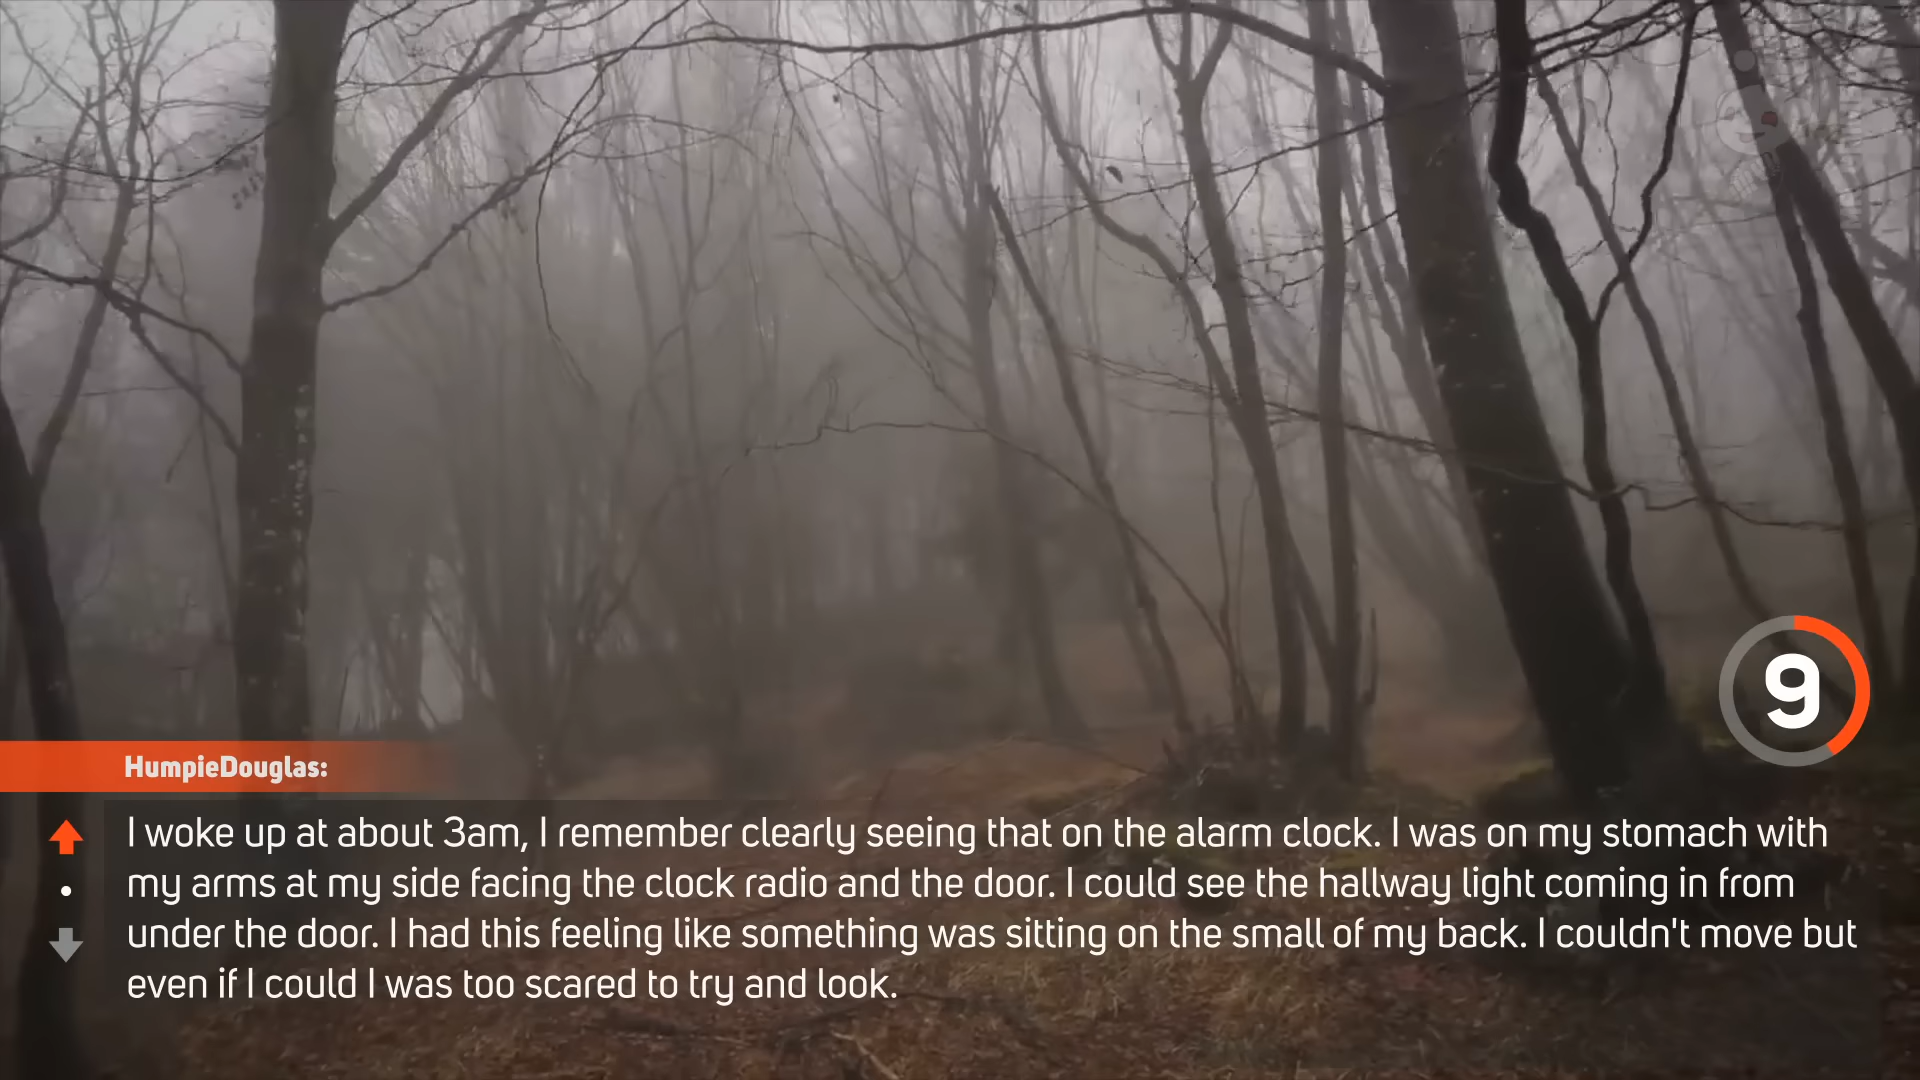 9
HumpieDouglas:
I woke up at about 3am, I remember clearly seeing that on the alarm clock. I was on my stomach with
my arms at my side facing the clock radio and the door. I could see the hallway light coming in from
under the door. I had this feeling like something was sitting on the small of my back. I couldn't move but
even if I could I was too scared to try and look.